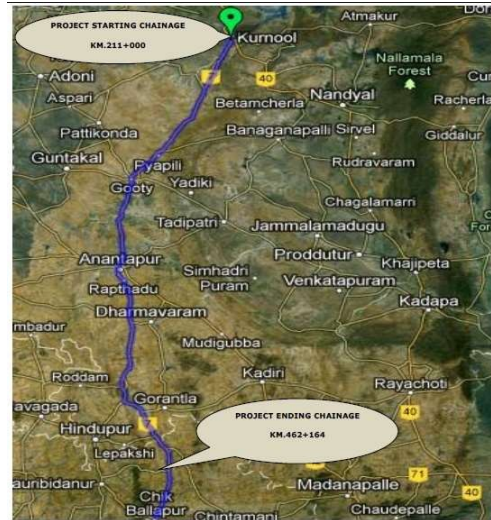 PROJECT STARTING CHAINAGE
KM.211+000
Atmakur
Kurnool
Nallamala
Forest
Adoni
40
Aspari
Nandyal
Betamcherla
Racherla
Pattikonda
Banaganapalli
Sirvel
Giddalur
Guntakal
Pyapili
Rudravaram
Gooty
Yadiki
Chagalamarri
Tadipatri
Jammalamadugu
Proddutur
Khajipeta
Anantapur
Simhadri
Puram
Venkatapuram
Rapthadu
Kadapa
Dharmavaram
mbadur
Mudigubba
Roddam
Kadiri
Rayachoti
avagada
Gorantla
PROJECT ENDING CHAINAGE
KM.462+164
40
Hindupur
Lepakshi
71
auribidanur
Madanapalle
40
Chik
Ballapur
Chintamani
Chaudepalle